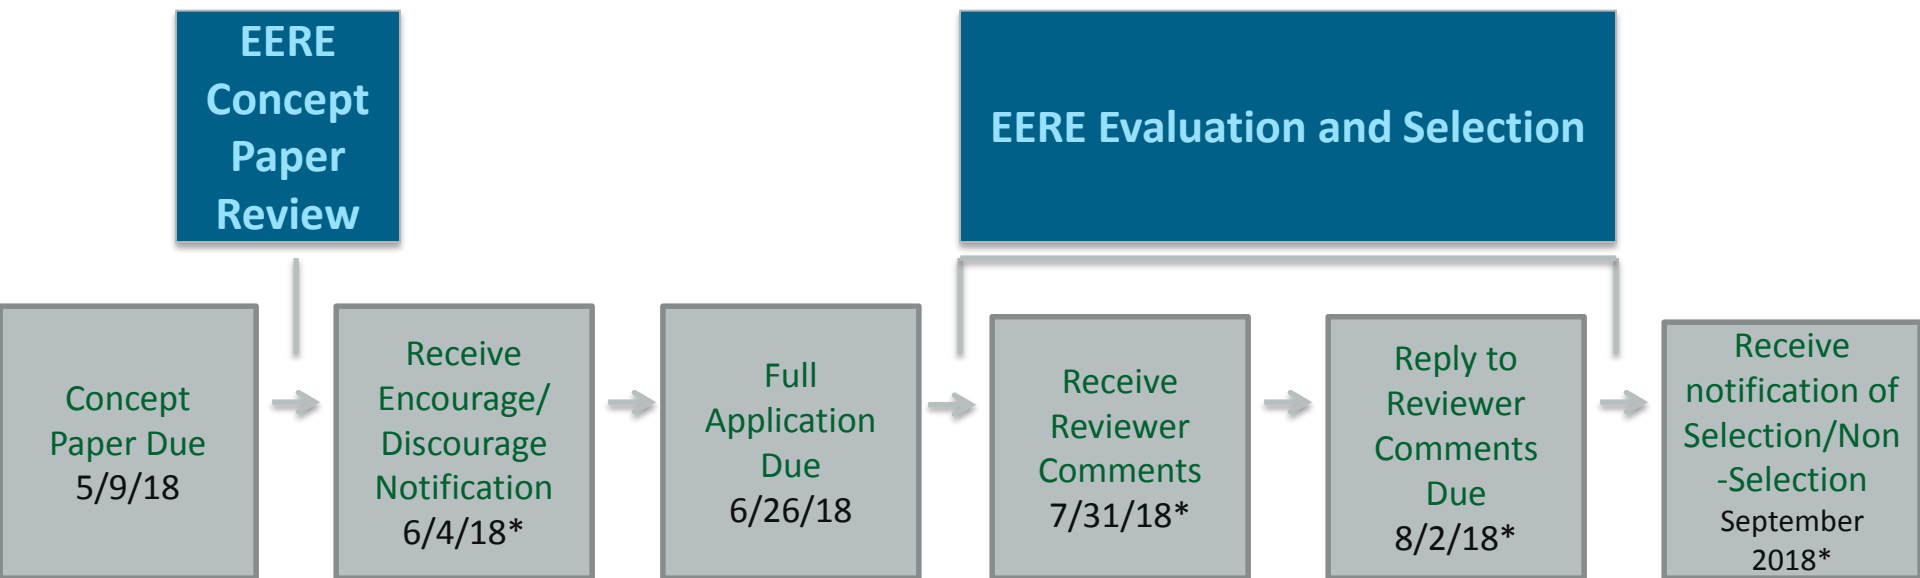 EERE
Concept
Paper
Review
EERE Evaluation and Selection
Concept
Paper Due
5/9/18
Receive
Encourage/
Discourage
Notification
6/4/18*
Full
Application
Due
6/26/18
Receive
Reviewer
Comments
7/31/18*
Reply to
Reviewer
Comments
Due
8/2/18*
Receive
notification of
Selection/Non
-Selection
September
2018*